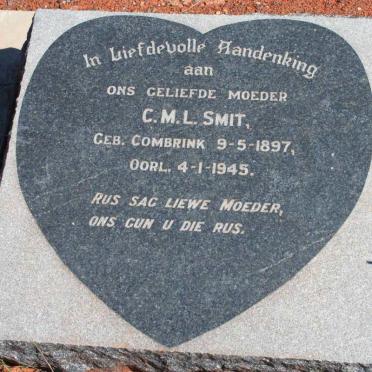 In Liefdevolle Aandenking
aan
ONS GELIEFDE MOEDER
C.M.L. SMIT,
GEB. COMBRINK 9-5-1897,
OORL. 4-1-1945.
RUS SAG LIEWE MOEDER,
ONS GUN U DIE RUS.